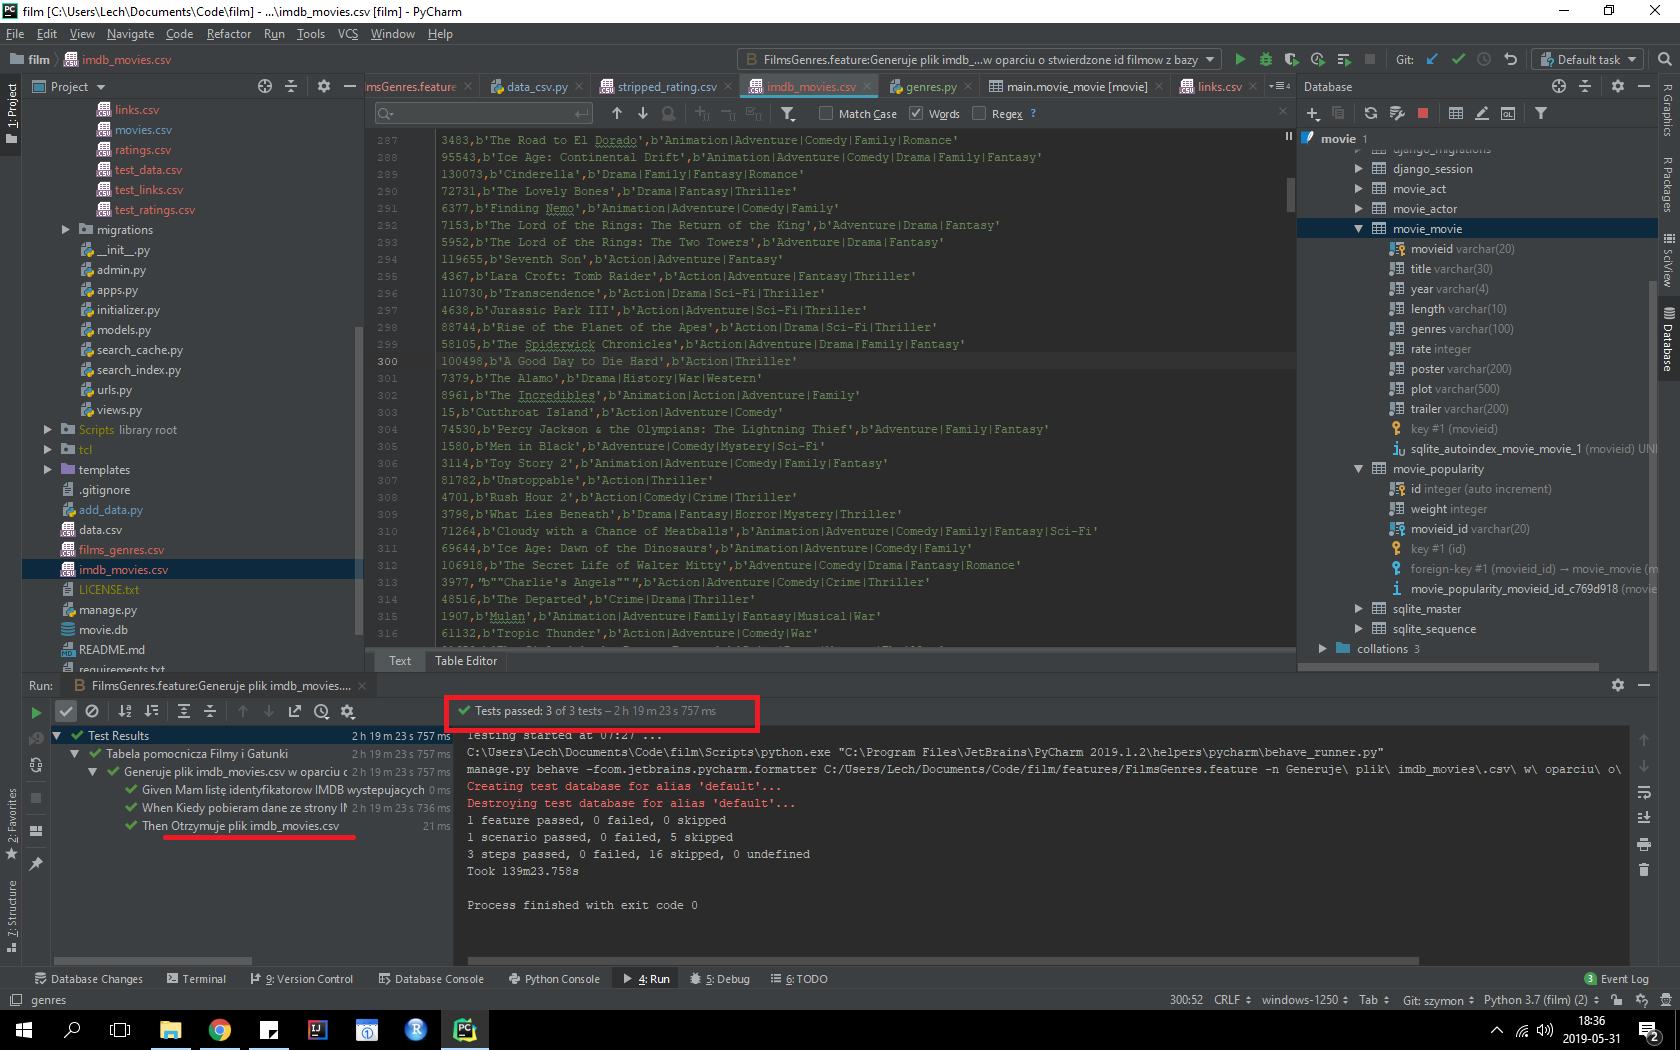 film [C:\Users\Lech\Documents\Code\film] - ...\imdb_movies.csv [film] - PyCharm
File Edit View Navigate Code Refactor Run Tools VCS Window Help
film imdb_movies.csv
FilmsGenres.feature:Generuje plik imdb_...w oparciu o stwierdzone id filmow z bazy
Git:
Default task
Project
msGenres.feature data_csv.py stripped_rating.csv imdb_movies.csv genres.py main.movie_movie [movie] links.csv
Match Case Words Regex ?
1: Project
links.csv
movies.csv
ratings.csv
test_data.csv
test_links.csv
test_ratings.csv
migrations
__init__.py
admin.py
apps.py
initializer.py
models.py
search_cache.py
search_index.py
urls.py
views.py
Scripts library root
tcl
templates
.gitignore
add_data.py
data.csv
films_genres.csv
imdb_movies.csv
LICENSE.txt
manage.py
movie.db
README.md
requirements.txt
287 3483,b'The Road to El Dorado',b'Animation|Adventure|Comedy|Family|Romance'
288 95543,b'Ice Age: Continental Drift',b'Animation|Adventure|Comedy|Drama|Family|Fantasy'
289 130073,b'Cinderella',b'Drama|Family|Fantasy|Romance'
290 72731,b'The Lovely Bones',b'Drama|Fantasy|Thriller'
291 6377,b'Finding Nemo',b'Animation|Adventure|Comedy|Family'
292 7153,b'The Lord of the Rings: The Return of the King',b'Adventure|Drama|Fantasy'
293 5952,b'The Lord of the Rings: The Two Towers',b'Adventure|Drama|Fantasy'
294 119655,b'Seventh Son',b'Action|Adventure|Fantasy'
295 4367,b'Lara Croft: Tomb Raider',b'Action|Adventure|Fantasy|Thriller'
296 110730,b'Transcendence',b'Action|Drama|Sci-Fi|Thriller'
297 4638,b'Jurassic Park III',b'Action|Adventure|Sci-Fi|Thriller'
298 88744,b'Rise of the Planet of the Apes',b'Action|Drama|Sci-Fi|Thriller'
299 58105,b'The Spiderwick Chronicles',b'Action|Adventure|Drama|Family|Fantasy'
300 100498,b'A Good Day to Die Hard',b'Action|Thriller'
301 7379,b'The Alamo',b'Drama|History|War|Western'
302 8961,b'The Incredibles',b'Animation|Action|Adventure|Family'
303 15,b'Cutthroat Island',b'Action|Adventure|Comedy'
304 74530,b'Percy Jackson & the Olympians: The Lightning Thief',b'Adventure|Family|Fantasy'
305 1580,b'Men in Black',b'Adventure|Comedy|Mystery|Sci-Fi'
306 3114,b'Toy Story 2',b'Animation|Adventure|Comedy|Family|Fantasy'
307 81782,b'Unstoppable',b'Action|Thriller'
308 4701,b'Rush Hour 2',b'Action|Comedy|Crime|Thriller'
309 3798,b'What Lies Beneath',b'Drama|Fantasy|Horror|Mystery|Thriller'
310 71264,b'Cloudy with a Chance of Meatballs',b'Animation|Adventure|Comedy|Family|Fantasy|Sci-Fi'
311 69644,b'Ice Age: Dawn of the Dinosaurs',b'Animation|Adventure|Comedy|Family'
312 106918,b'The Secret Life of Walter Mitty',b'Adventure|Comedy|Drama|Fantasy|Romance'
313 3977,"b""Charlie's Angels""",b'Action|Adventure|Comedy|Crime|Thriller'
314 48516,b'The Departed',b'Crime|Drama|Thriller'
315 1907,b'Mulan',b'Animation|Adventure|Family|Fantasy|Musical|War'
316 61132,b'Tropic Thunder',b'Action|Adventure|Comedy|War'
Text Table Editor
Database
movie 1
django_migrations
django_session
movie_act
movie_actor
movie_movie
movieid varchar(20)
title varchar(30)
year varchar(4)
length varchar(10)
genres varchar(100)
rate integer
poster varchar(200)
plot varchar(500)
trailer varchar(200)
key #1 (movieid)
sqlite_autoindex_movie_movie_1 (movieid) UNI
movie_popularity
id integer (auto increment)
weight integer
movieid_id varchar(20)
key #1 (id)
foreign-key #1 (movieid_id) → movie_movie (m
movie_popularity_movieid_id_c769d918 (movie
sqlite_master
sqlite_sequence
collations 3
R Graphics
R Packages
SciView
Database
Run: FilmsGenres.feature:Generuje plik imdb_movies....
Tests passed: 3 of 3 tests – 2 h 19 m 23 s 757 ms
Test Results 2 h 19 m 23 s 757 ms
Tabela pomocnicza Filmy i Gatunki 2 h 19 m 23 s 757 ms
Generuje plik imdb_movies.csv w oparciu c 2 h 19 m 23 s 757 ms
Given Mam listę identyfikatorow IMDB wystepujacych 0 ms
When Kiedy pobieram dane ze strony IM 2 h 19 m 23 s 736 ms
Then Otrzymuje plik imdb_movies.csv 21 ms
Testing started at 07:27 ...
C:\Users\Lech\Documents\Code\film\Scripts\python.exe "C:\Program Files\JetBrains\PyCharm 2019.1.2\helpers\pycharm\behave_runner.py"
manage.py behave -fcom.jetbrains.pycharm.formatter C:/Users/Lech/Documents/Code/film/features/FilmsGenres.feature -n Generuje\ plik\ imdb_movies\.csv\ w\ oparciu\ o\
Creating test database for alias 'default'...
Destroying test database for alias 'default'...
1 feature passed, 0 failed, 0 skipped
1 scenario passed, 0 failed, 5 skipped
3 steps passed, 0 failed, 16 skipped, 0 undefined
Took 139m23.758s
Process finished with exit code 0
2: Favorites
7: Structure
Database Changes Terminal 9: Version Control Database Console Python Console 4: Run 5: Debug 6: TODO 3 Event Log
genres 300:52 CRLF windows-1250 Tab Git: szymon Python 3.7 (film) (2)
18:36
2019-05-31
2